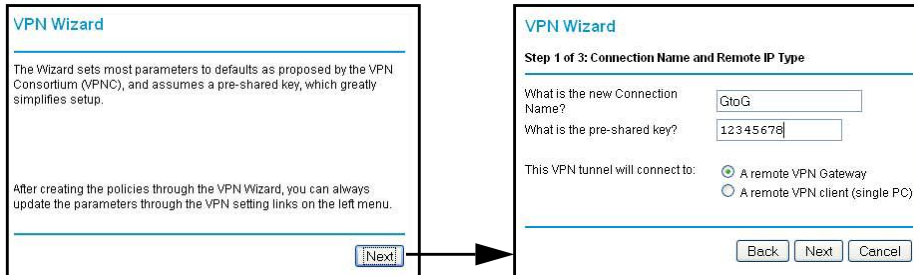 VPN Wizard
The Wizard sets most parameters to defaults as proposed by the VPN
Consortium (VPNC), and assumes a pre-shared key, which greatly
simplifies setup.
After creating the policies through the VPN Wizard, you can always
update the parameters through the VPN setting links on the left menu.
Next
VPN Wizard
Step 1 of 3: Connection Name and Remote IP Type
What is the new Connection
Name?
GtoG
What is the pre-shared key?
12345678
This VPN tunnel will connect to:
A remote VPN Gateway
A remote VPN client (single PC)
Back Next Cancel